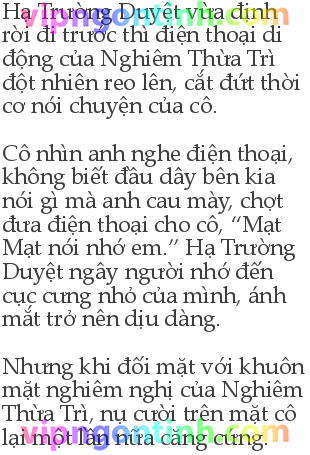 Hạ Trường Duyệt vừa định
rời đi trước thì điện thoại di
động của Nghiêm Thừa Trì
đột nhiên reo lên, cắt đứt thời
cơ nói chuyện của cô.
Cô nhìn anh nghe điện thoại,
không biết đầu dây bên kia
nói gì mà anh cau mày, chợt
đưa điện thoại cho cô, “Mạt
Mạt nói nhớ em.” Hạ Trường
Duyệt ngây người nhớ đến
cục cưng nhỏ của mình, ánh
mắt trở nên dịu dàng.
Nhưng khi đối mặt với khuôn
mặt nghiêm nghị của Nghiêm
Thừa Trì, nụ cười trên mặt cô
lại một lần nữa căng cứng.
vipngontinh.com
vipngontinh.com